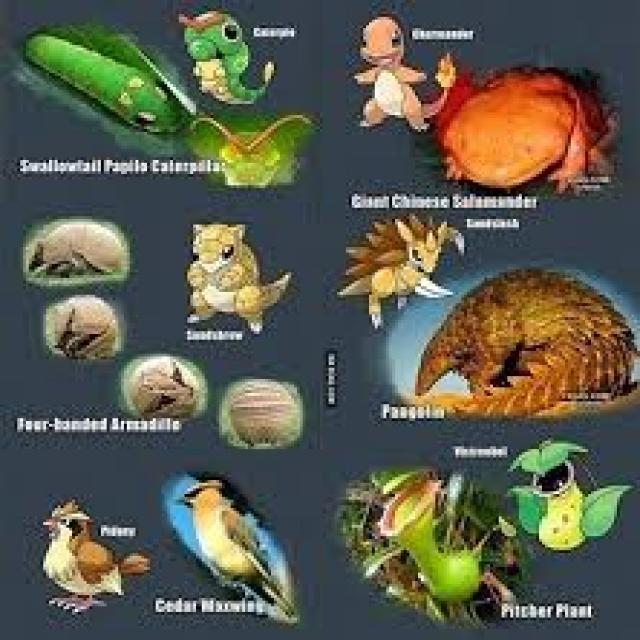 Caterpie
Charmander
Swallowtail Papilo Caterpillar
Giant Chinese Salamander
Sandslash
Sandshrew
Pangolin
Four-banded Armadillo
Victreebel
Pidgey
Cedar Waxwing
Pitcher Plant